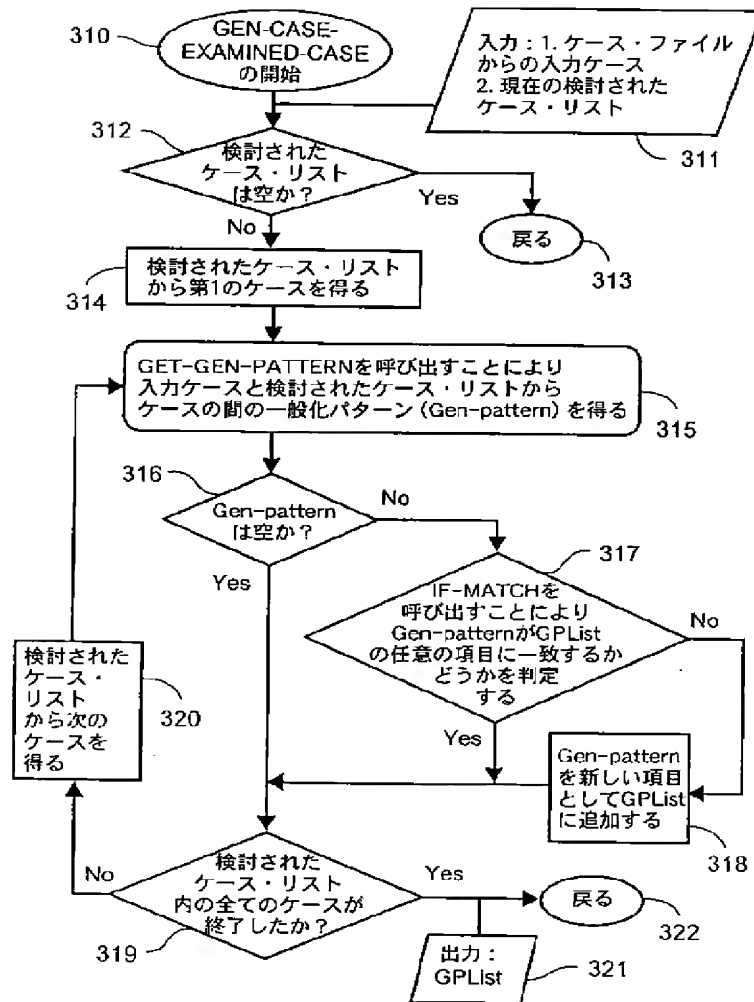 310
GEN-CASE-
EXAMINED-CASE
の開始
入力：1. ケース・ファイル
からの入力ケース
2. 現在の検討された
ケース・リスト
311
312
検討された
ケース・リスト
は空か？
Yes
No
戻る
313
314
検討されたケース・リスト
から第1のケースを得る
GET-GEN-PATTERNを呼び出すことにより
入力ケースと検討されたケース・リストから
ケースの間の一般化パターン（Gen-pattern）を得る
315
316
Gen-pattern
は空か？
No
Yes
317
IF-MATCHを
呼び出すことにより
Gen-patternがGPList
の任意の項目に一致するか
どうかを判定
する
No
Yes
検討された
ケース・
リスト
から次の
ケースを
得る
320
Gen-pattern
を新しい項目
としてGPList
に追加する
318
No
検討された
ケース・リスト
内の全てのケースが
終了したか？
Yes
319
戻る
322
出力：
GPList
321